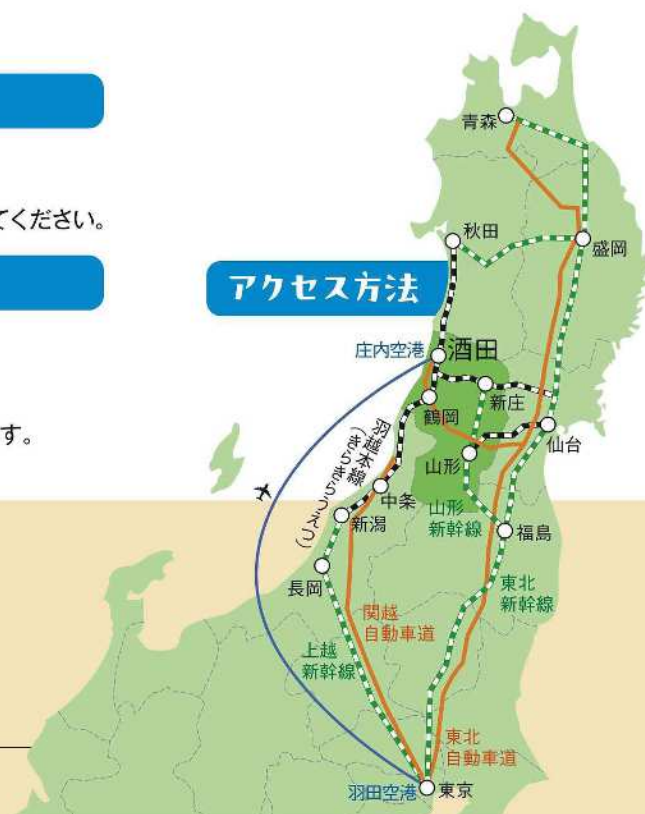 てください。
アクセス方法
す。
青森
秋田
盛岡
庄内空港
酒田
新庄
鶴岡
仙台
山形
羽越本線
(きらきらうえつ)
中条
山形
新幹線
新潟
福島
長岡
東北
新幹線
関越
自動車道
上越
新幹線
東北
自動車道
羽田空港
東京